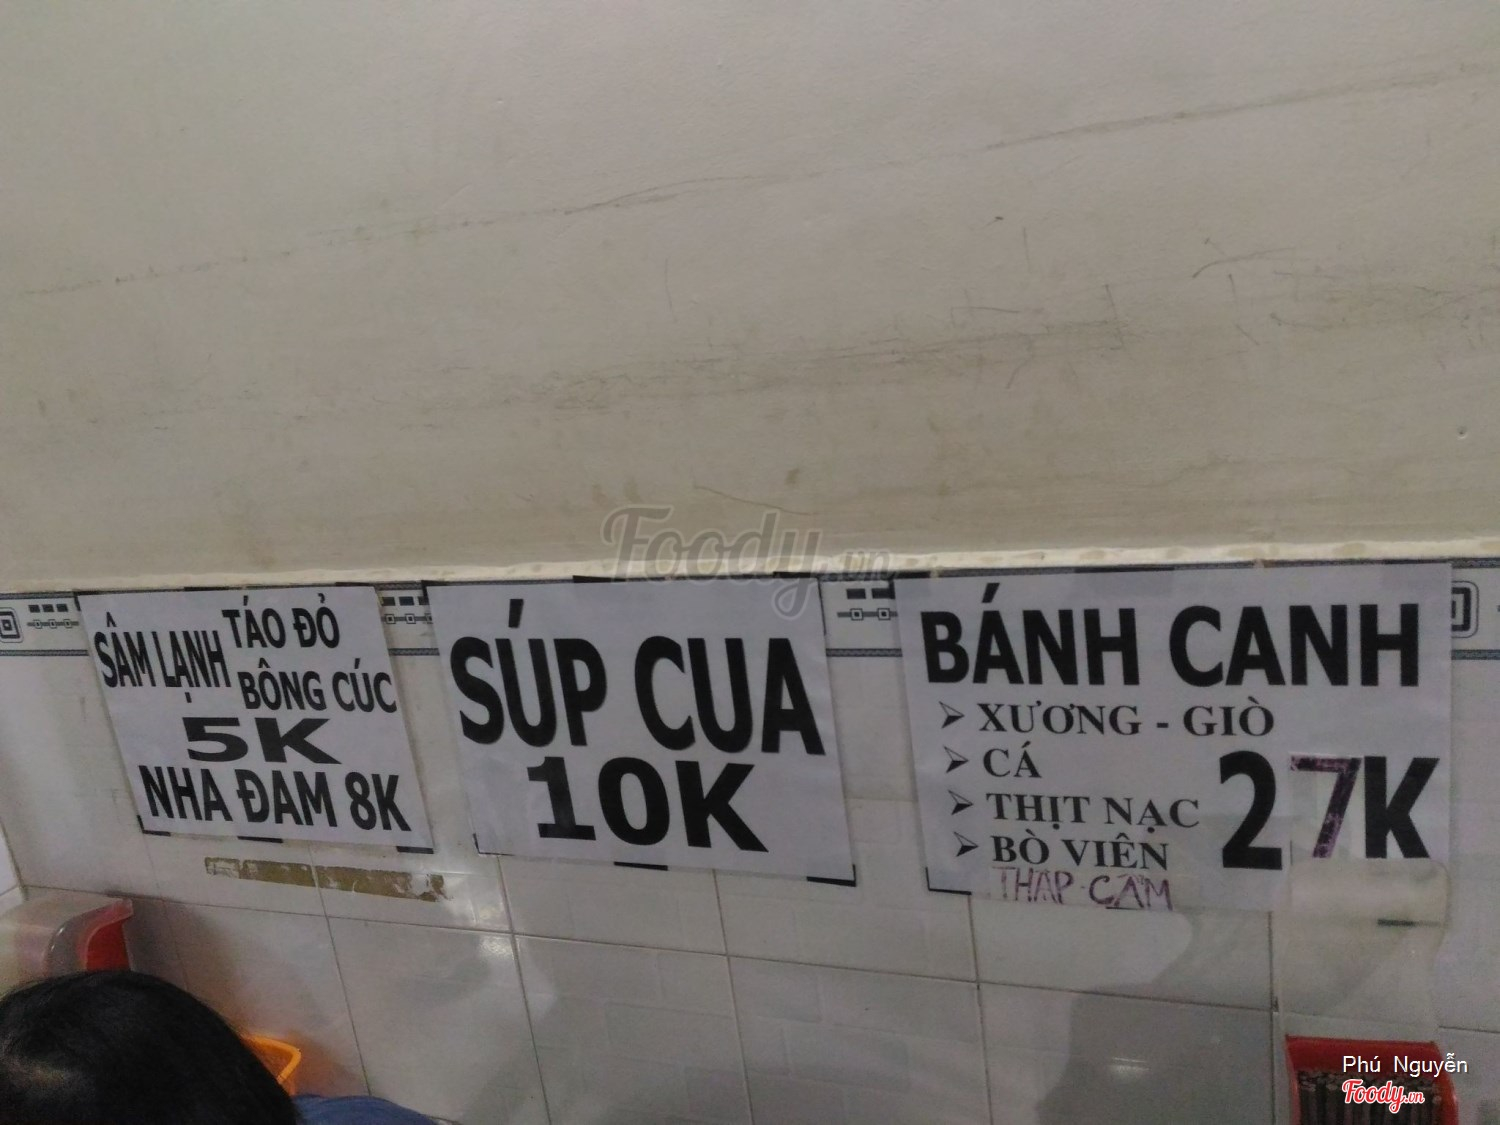 SÂM LẠNH TÁO ĐỎ
BÔNG CÚC
5K
NHA ĐAM 8K
SÚP CUA
10K
BÁNH CANH
XƯƠNG - GIÒ
CÁ
THỊT NẠC
27K
BÒ VIÊN
THẬP CẨM
Foody.vn
Phú Nguyễn
Foody.vn